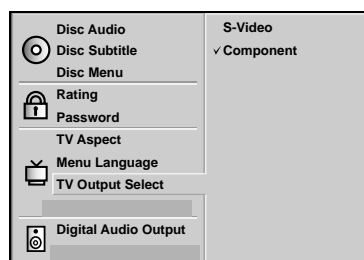 Disc Audio
Disc Subtitle
Disc Menu
Rating
Password
TV Aspect
Menu Language
TV Output Select
Digital Audio Output
S-Video
✓ Component